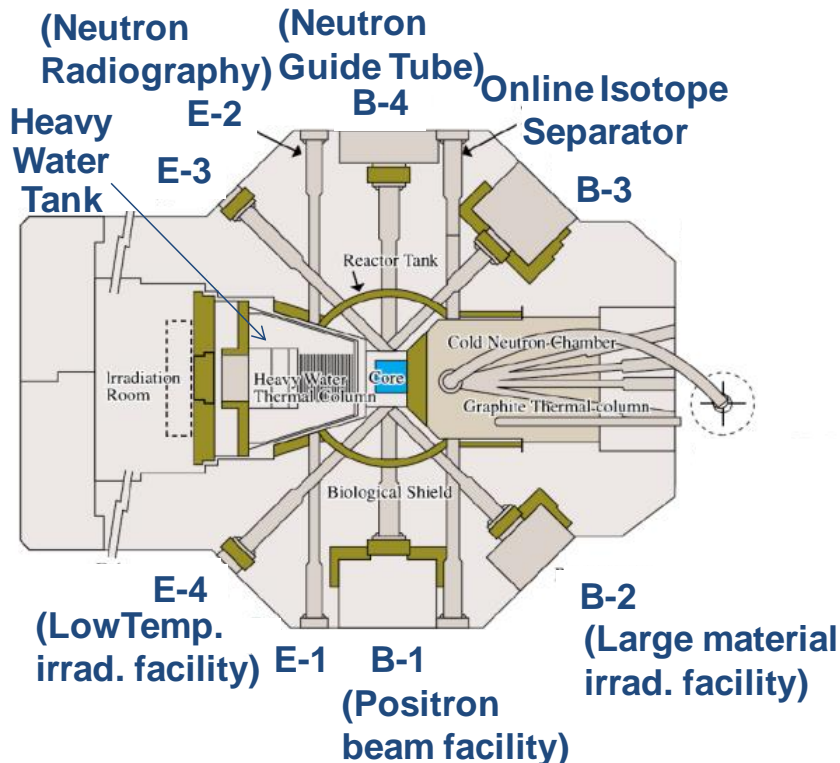 (Neutron
Radiography)
E-2
(Neutron
Guide Tube)
B-4
Online Isotope
Separator
Heavy
Water
Tank
E-3
B-3
Reactor Tank
Cold Neutron Chamber
Irradiation
Room
Heavy Water
Thermal Column
Core
Graphite Thermal column
Biological Shield
E-4
(LowTemp.
irrad. facility)
E-1
B-1
(Positron
beam facility)
B-2
(Large material
irrad. facility)